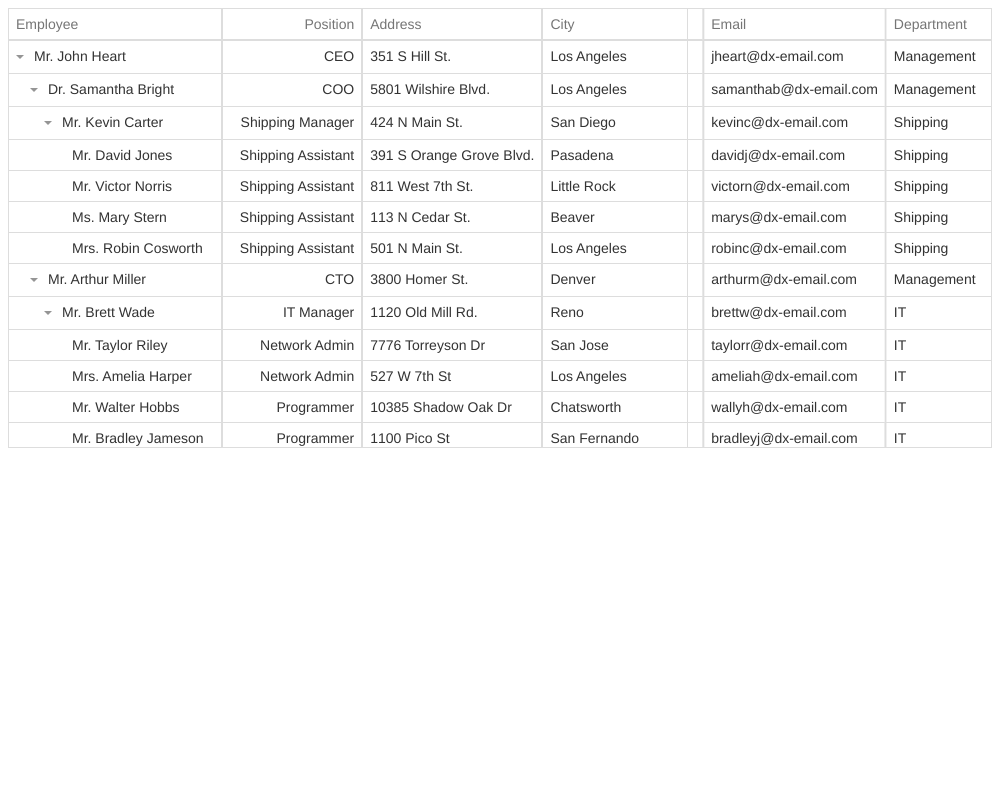 Employee Position Address City Email Department
Mr. John Heart CEO 351 S Hill St. Los Angeles jheart@dx-email.com Management
Dr. Samantha Bright COO 5801 Wilshire Blvd. Los Angeles samanthab@dx-email.com Management
Mr. Kevin Carter Shipping Manager 424 N Main St. San Diego kevinc@dx-email.com Shipping
Mr. David Jones Shipping Assistant 391 S Orange Grove Blvd. Pasadena davidj@dx-email.com Shipping
Mr. Victor Norris Shipping Assistant 811 West 7th St. Little Rock victorn@dx-email.com Shipping
Ms. Mary Stern Shipping Assistant 113 N Cedar St. Beaver marys@dx-email.com Shipping
Mrs. Robin Cosworth Shipping Assistant 501 N Main St. Los Angeles robinc@dx-email.com Shipping
Mr. Arthur Miller CTO 3800 Homer St. Denver arthurm@dx-email.com Management
Mr. Brett Wade IT Manager 1120 Old Mill Rd. Reno brettw@dx-email.com IT
Mr. Taylor Riley Network Admin 7776 Torreyson Dr San Jose taylorr@dx-email.com IT
Mrs. Amelia Harper Network Admin 527 W 7th St Los Angeles ameliah@dx-email.com IT
Mr. Walter Hobbs Programmer 10385 Shadow Oak Dr Chatsworth wallyh@dx-email.com IT
Mr. Bradley Jameson Programmer 1100 Pico St San Fernando bradleyj@dx-email.com IT